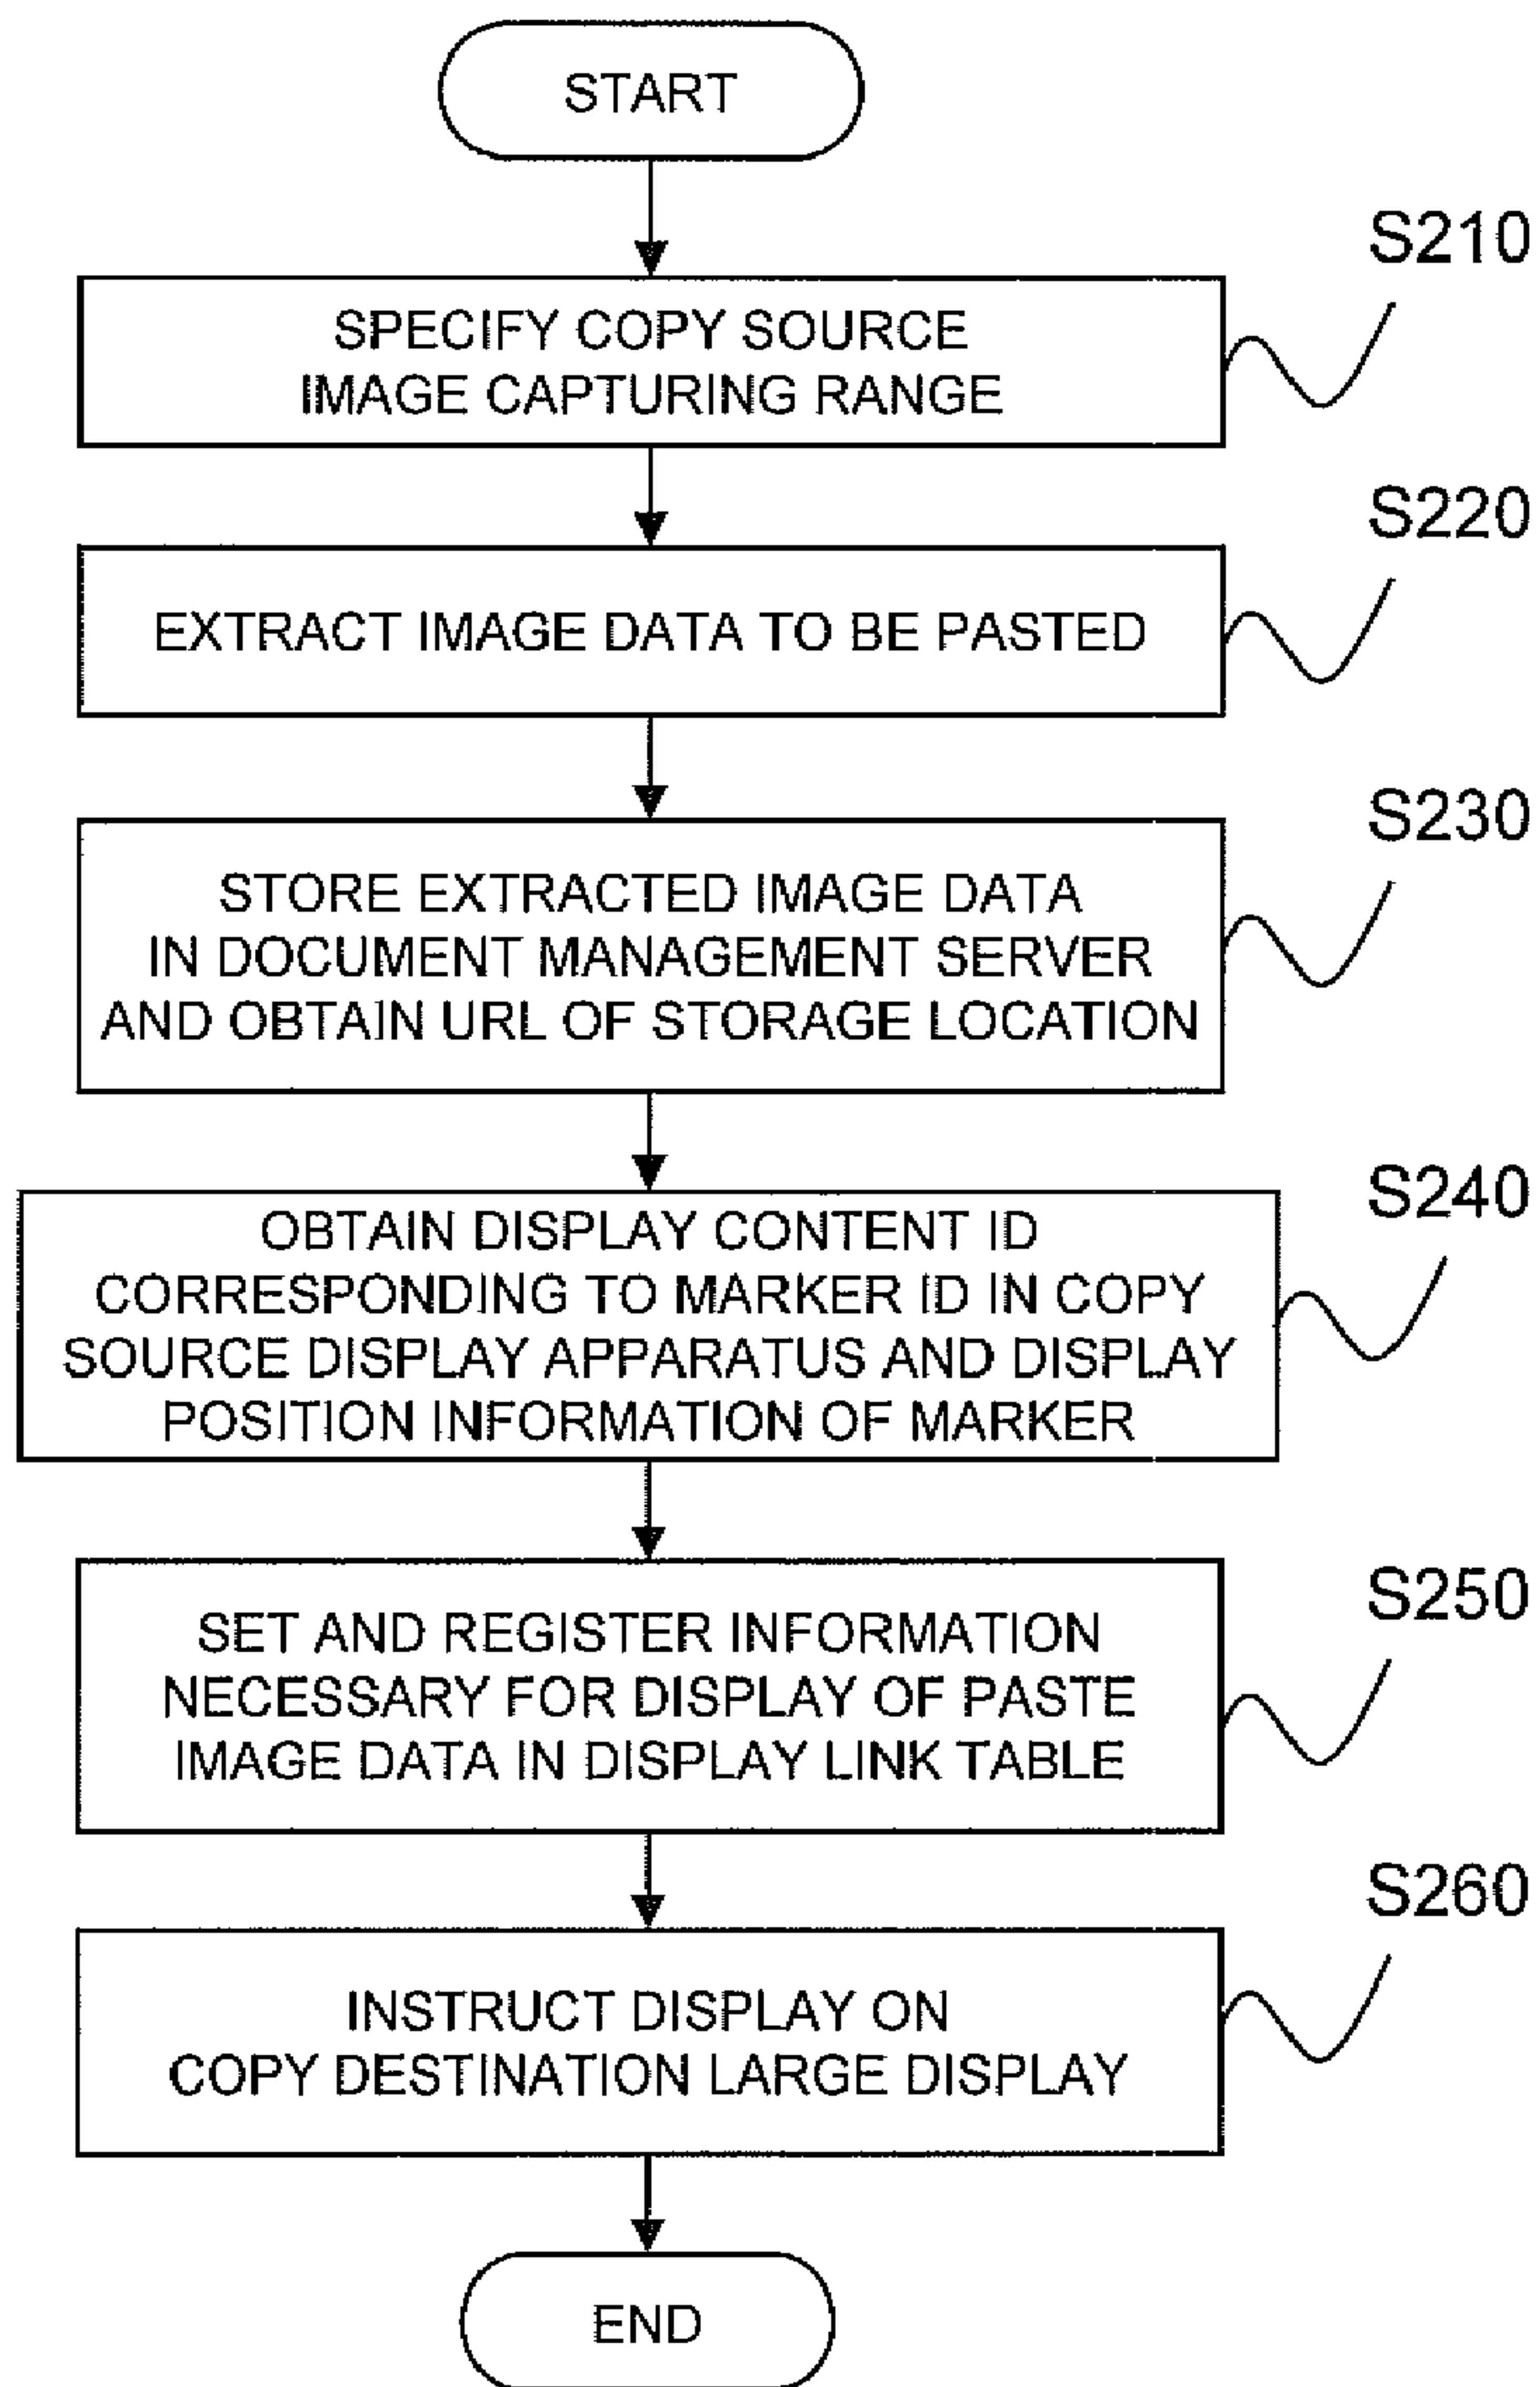 START
S210
SPECIFY COPY SOURCE
IMAGE CAPTURING RANGE
S220
EXTRACT IMAGE DATA TO BE PASTED
S230
STORE EXTRACTED IMAGE DATA
IN DOCUMENT MANAGEMENT SERVER
AND OBTAIN URL OF STORAGE LOCATION
S240
OBTAIN DISPLAY CONTENT ID
CORRESPONDING TO MARKER ID IN COPY
SOURCE DISPLAY APPARATUS AND DISPLAY
POSITION INFORMATION OF MARKER
S250
SET AND REGISTER INFORMATION
NECESSARY FOR DISPLAY OF PASTE
IMAGE DATA IN DISPLAY LINK TABLE
S260
INSTRUCT DISPLAY ON
COPY DESTINATION LARGE DISPLAY
END